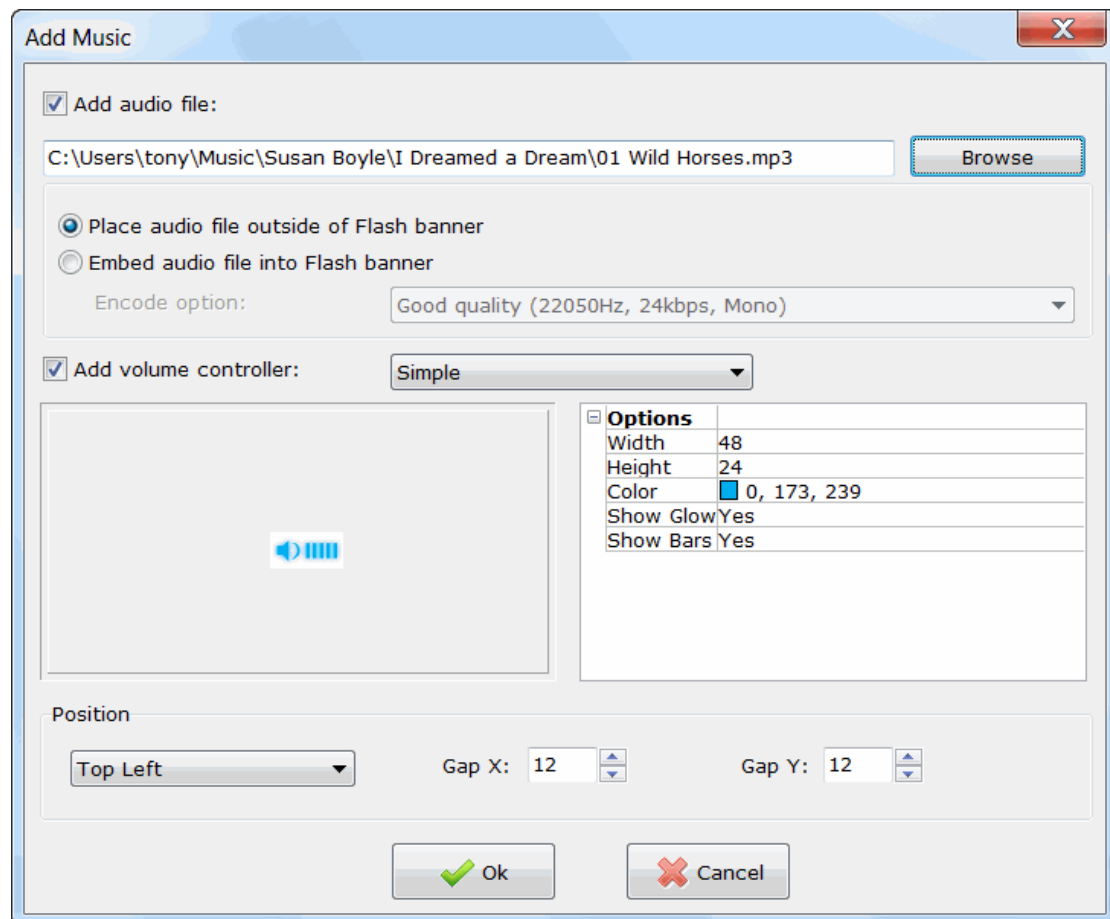 Add Music
Add audio file:
C:\Users\tony\Music\Susan Boyle\I Dreamed a Dream\01 Wild Horses.mp3
Browse
Place audio file outside of Flash banner
Embed audio file into Flash banner
Encode option:
Good quality (22050Hz, 24kbps, Mono)
Add volume controller:
Simple
Options
Width 48
Height 24
Color 0, 173, 239
Show Glow Yes
Show Bars Yes
Position
Top Left
Gap X: 12
Gap Y: 12
Ok
Cancel